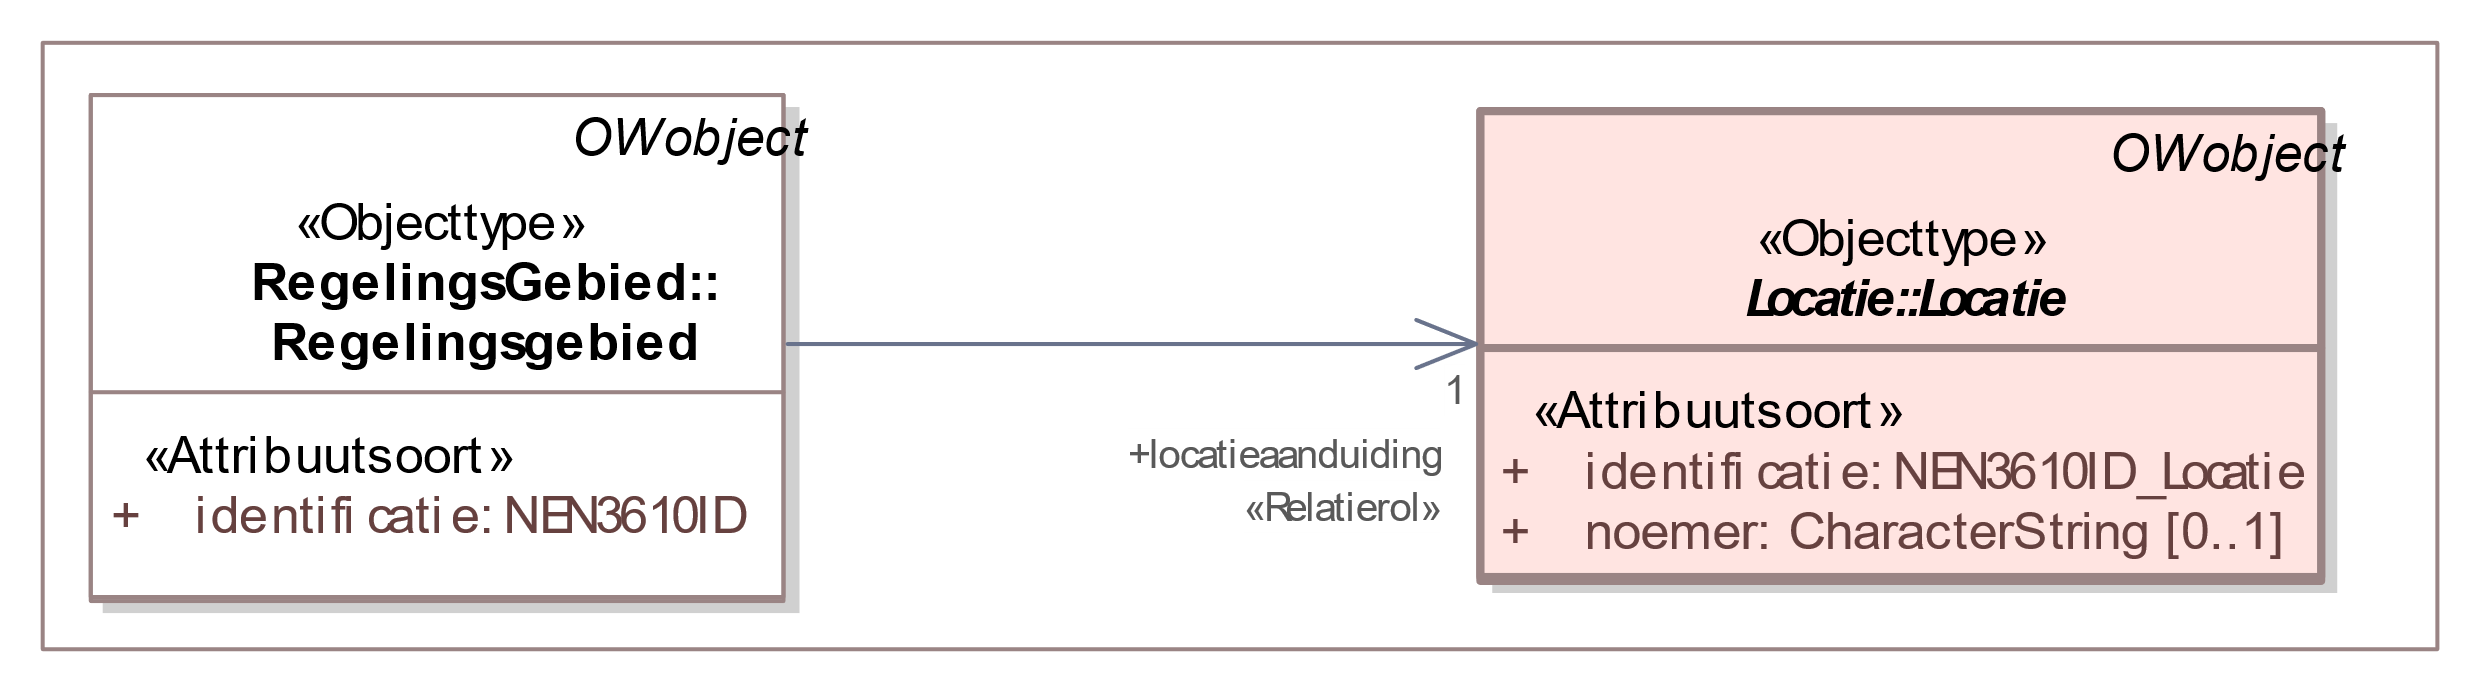 OWobject
«Objecttype»
RegelingsGebied::
Regelingsgebied
«Attribuutsoort»
+ identificatie: NEN3610ID
1
+locatieaanduiding
«Relatierol»
OWobject
«Objecttype»
Locatie::Locatie
«Attribuutsoort»
+ identificatie: NEN3610ID_Locatie
+ noemer: CharacterString [0..1]